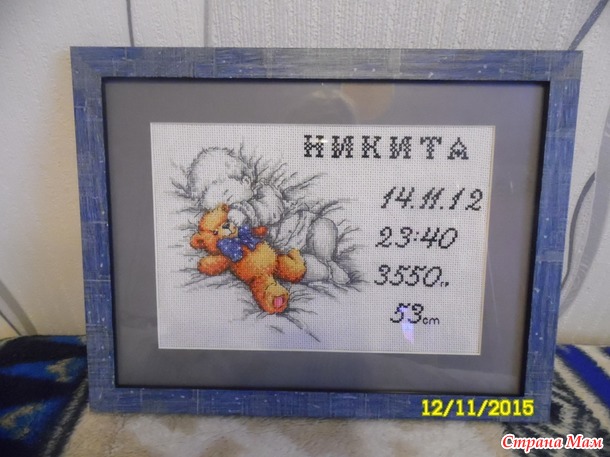 НИКИТА
14.11.12
23:40
3550г.
53cm
12/11/2015
Страна Мам